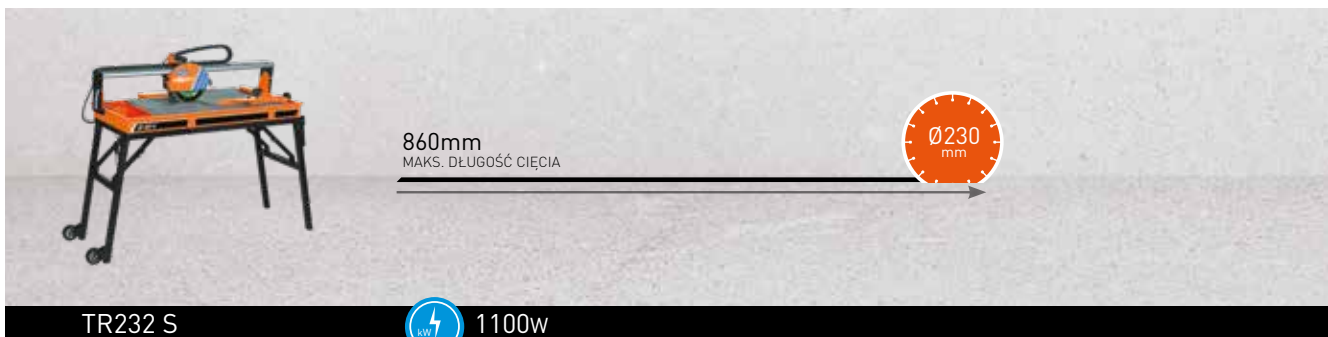 860mm
MAKS. DŁUGOŚĆ CIĘCIA
Ø230
mm
TR232 S
kW
1100W